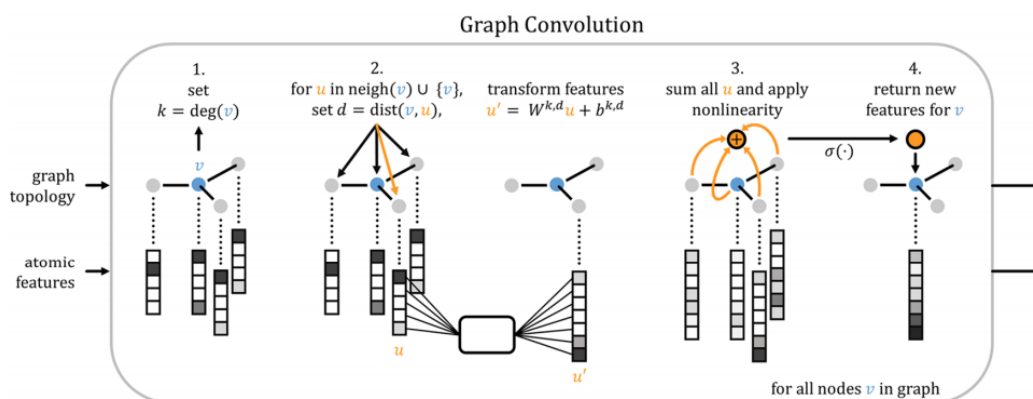 Graph Convolution
1.
set
k = deg(v)
v
2.
for u in neigh(v) ∪ {v},
set d = dist(v, u),
transform features
u′ = W^{k,d}u + b^{k,d}
3.
sum all u and apply
nonlinearity
+
σ(·)
4.
return new
features for v
graph
topology
atomic
features
u
u′
for all nodes v in graph